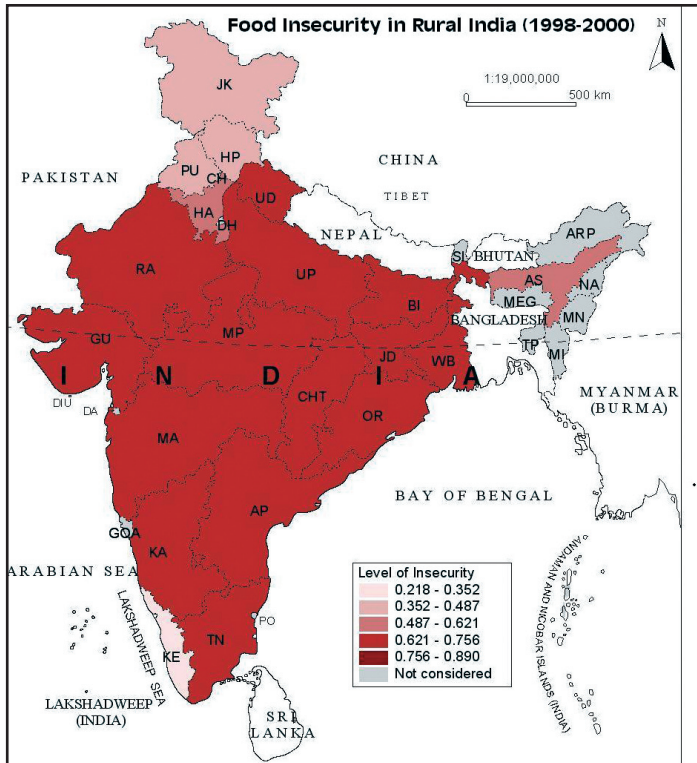 Food Insecurity in Rural India (1998-2000)
N
1:19,000,000
0 500 km
JK
HP
PU
CH
CHINA
PAKISTAN
TIBET
UD
HA
DH
NEPAL
ARP
SI
BHUTAN
RA
UP
AS
NA
BI
MEG
BANGLADESH
MN
GU
MP
TP
MI
JD
WB
I N D I A
DIU
DA
CHT
MYANMAR
(BURMA)
OR
MA
BAY OF BENGAL
AP
GOA
KA
ARABIAN SEA
LAKSHADWEEP SEA
ANDAMAN AND NICOBAR ISLANDS (INDIA)
PO
TN
KE
LAKSHADWEEP
(INDIA)
SRI
LANKA
Level of Insecurity
0.218 - 0.352
0.352 - 0.487
0.487 - 0.621
0.621 - 0.756
0.756 - 0.890
Not considered